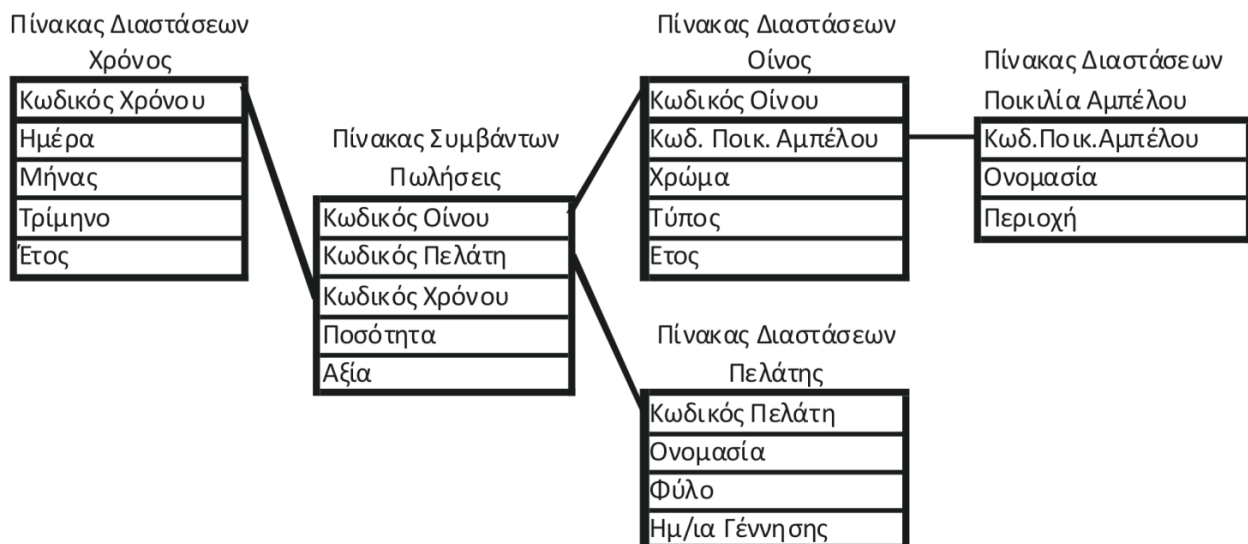 Πίνακας Διαστάσεων
Χρόνος
Κωδικός Χρόνου
Ημέρα
Μήνας
Τρίμηνο
Έτος
Πίνακας Συμβάντων
Πωλήσεις
Κωδικός Οίνου
Κωδικός Πελάτη
Κωδικός Χρόνου
Ποσότητα
Αξία
Πίνακας Διαστάσεων
Οίνος
Κωδικός Οίνου
Κωδ. Ποικ. Αμπέλου
Χρώμα
Τύπος
Ετος
Πίνακας Διαστάσεων
Ποικιλία Αμπέλου
Κωδ.Ποικ.Αμπέλου
Ονομασία
Περιοχή
Πίνακας Διαστάσεων
Πελάτης
Κωδικός Πελάτη
Ονομασία
Φύλο
Ημ/ια Γέννησης